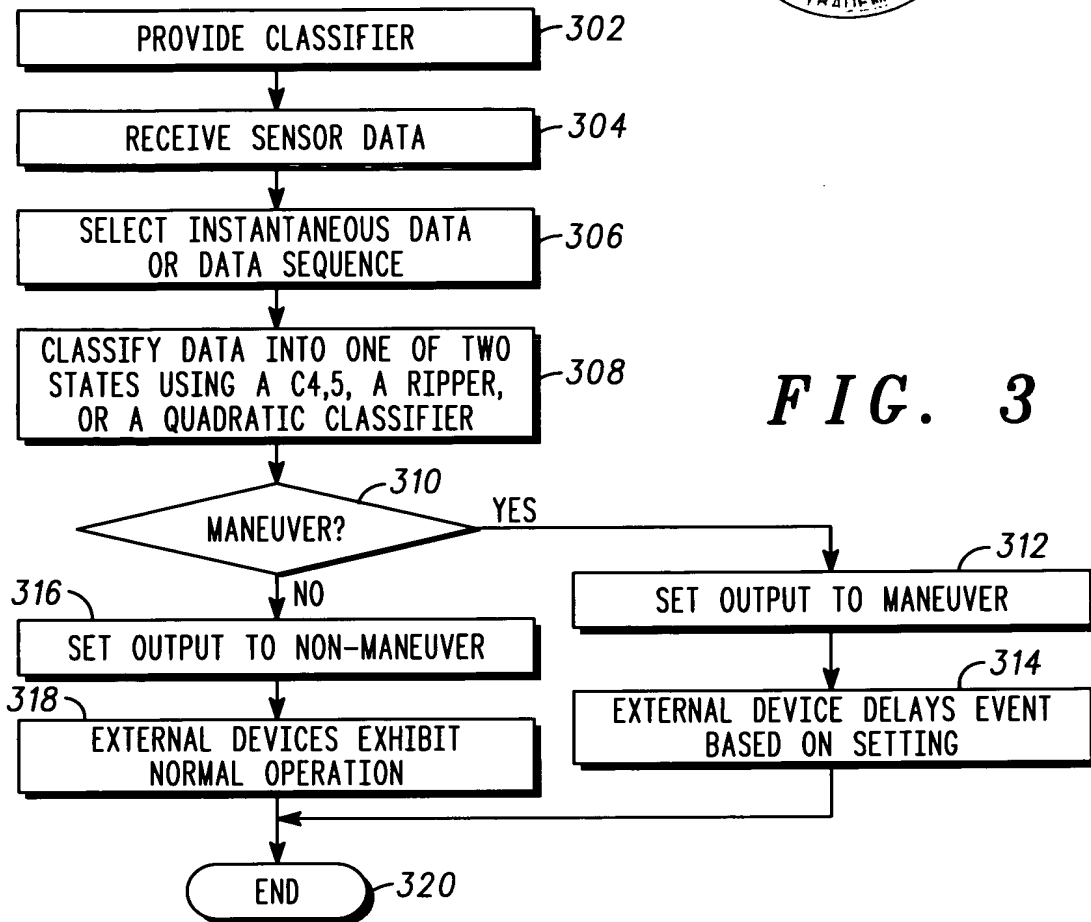 PROVIDE CLASSIFIER
302
RECEIVE SENSOR DATA
304
SELECT INSTANTANEOUS DATA
OR DATA SEQUENCE
306
CLASSIFY DATA INTO ONE OF TWO
STATES USING A C4,5, A RIPPER,
OR A QUADRATIC CLASSIFIER
308
FIG. 3
310
MANEUVER?
YES
NO
312
SET OUTPUT TO MANEUVER
316
SET OUTPUT TO NON-MANEUVER
314
EXTERNAL DEVICE DELAYS EVENT
BASED ON SETTING
318
EXTERNAL DEVICES EXHIBIT
NORMAL OPERATION
END
320